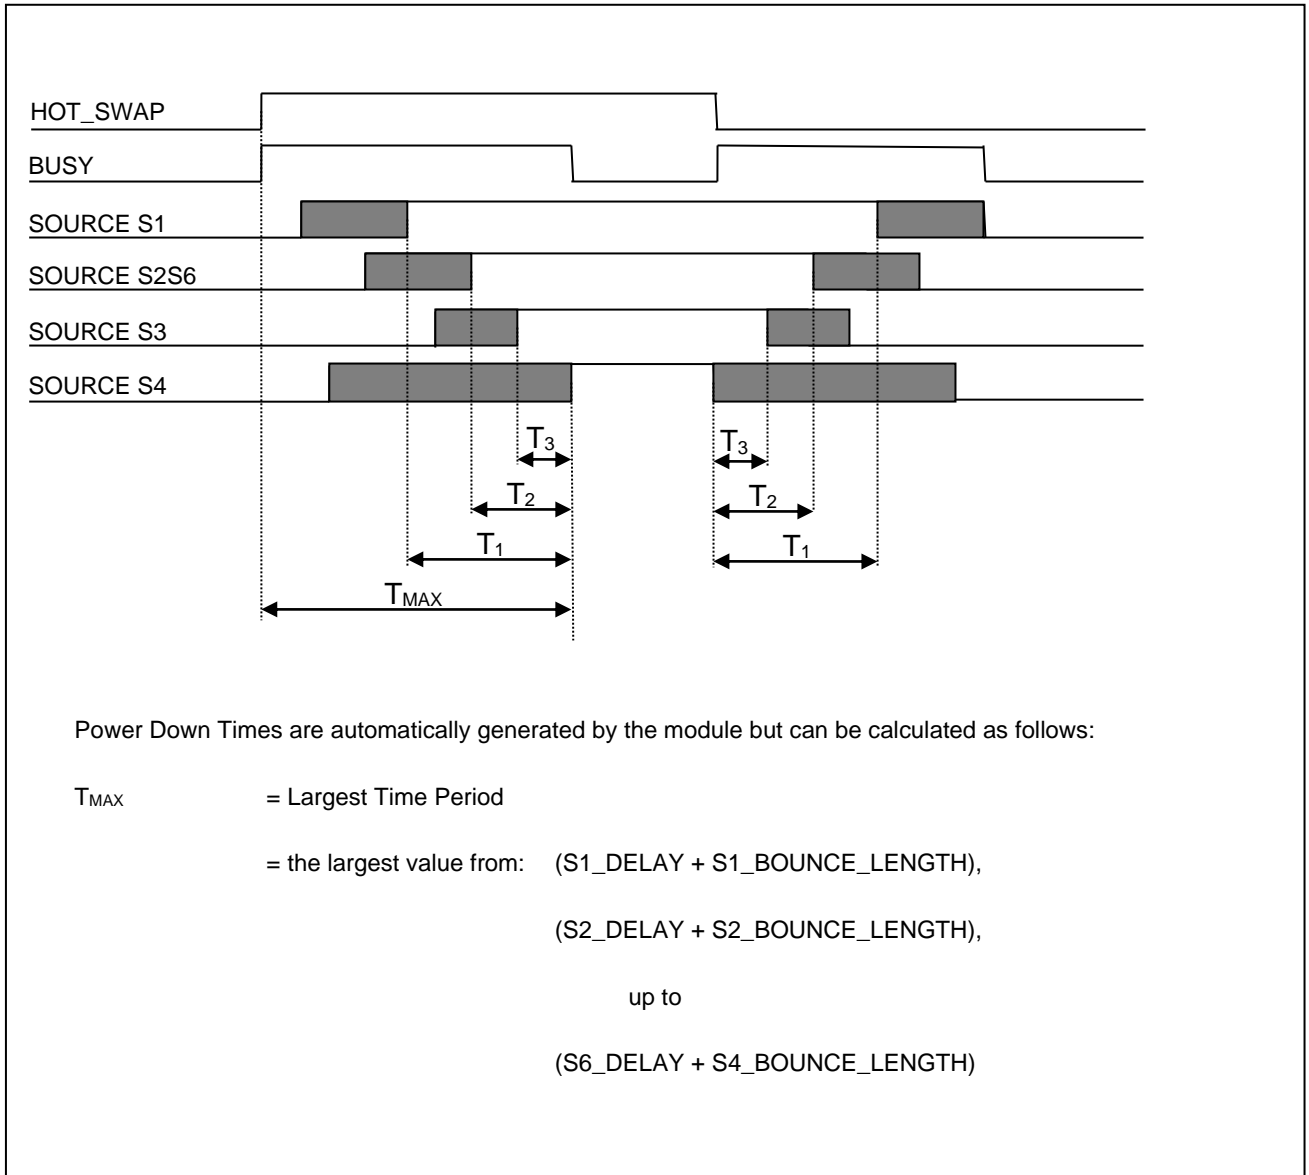 HOT_SWAP
BUSY
SOURCE S1
SOURCE S2S6
SOURCE S3
SOURCE S4
T3 T3
T2 T2
T1 T1
TMAX
Power Down Times are automatically generated by the module but can be calculated as follows:
TMAX = Largest Time Period
= the largest value from: (S1_DELAY + S1_BOUNCE_LENGTH),
(S2_DELAY + S2_BOUNCE_LENGTH),
up to
(S6_DELAY + S4_BOUNCE_LENGTH)